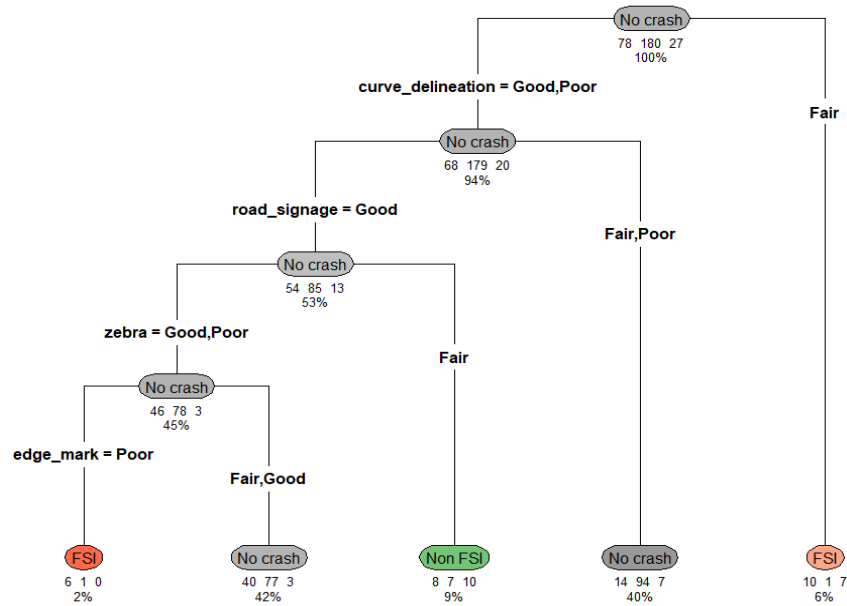 No crash
78 180 27
100%
curve_delineation = Good,Poor
Fair
No crash
68 179 20
94%
road_signage = Good
Fair,Poor
No crash
54 85 13
53%
zebra = Good,Poor
Fair
No crash
46 78 3
45%
edge_mark = Poor
Fair,Good
FSI
No crash
Non FSI
No crash
FSI
6 1 0
40 77 3
8 7 10
14 94 7
10 1 7
2%
42%
9%
40%
6%